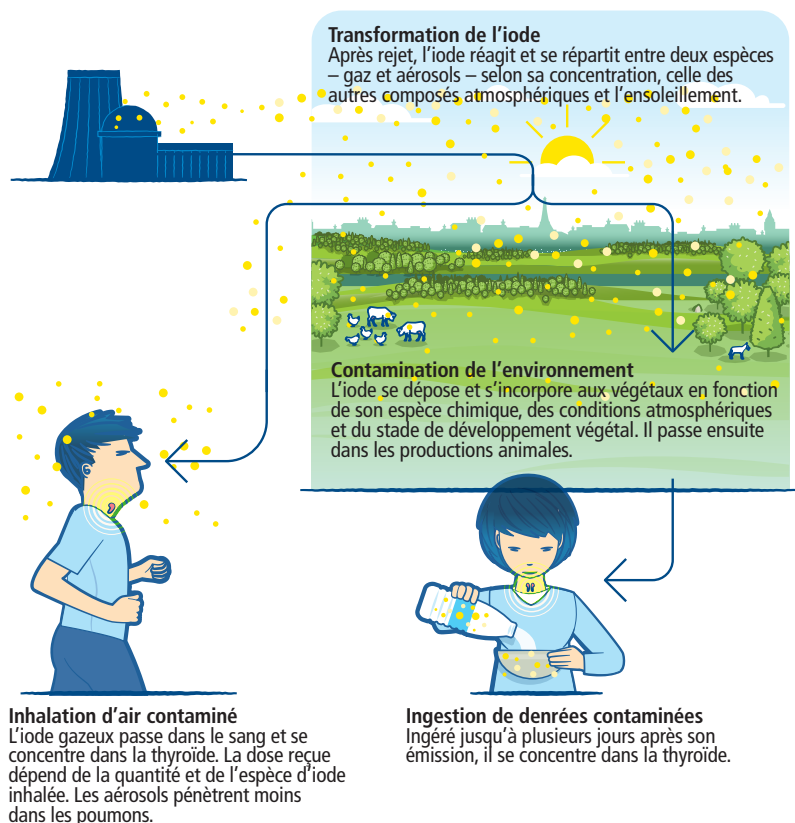 Transformation de l’iode
Après rejet, l’iode réagit et se répartit entre deux espèces
– gaz et aérosols – selon sa concentration, celle des
autres composés atmosphériques et l’ensoleillement.
Contamination de l’environnement
L’iode se dépose et s’incorpore aux végétaux en fonction
de son espèce chimique, des conditions atmosphériques
et du stade de développement végétal. Il passe ensuite
dans les productions animales.
Inhalation d’air contaminé
L’iode gazeux passe dans le sang et se
concentre dans la thyroïde. La dose reçue
dépend de la quantité et de l’espèce d’iode
inhalée. Les aérosols pénètrent moins
dans les poumons.
Ingestion de denrées contaminées
Ingéré jusqu’à plusieurs jours après son
émission, il se concentre dans la thyroïde.